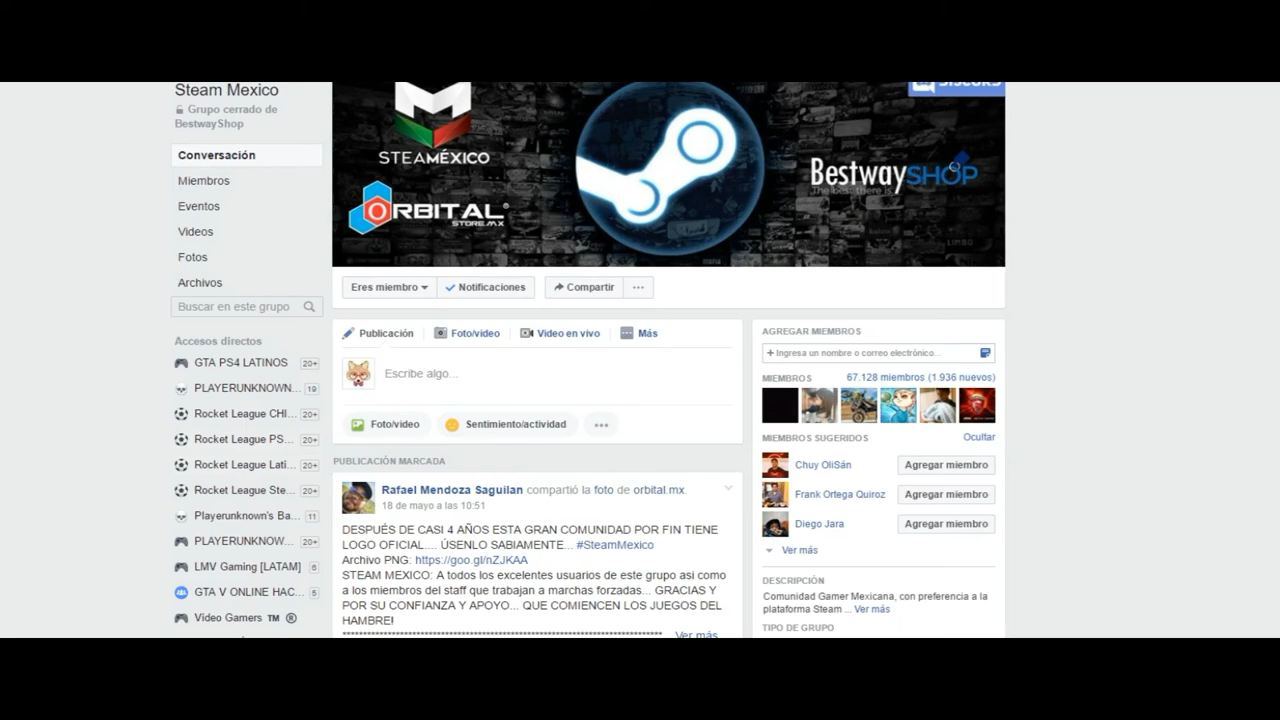 Steam Mexico
Grupo cerrado de
BestwayShop
Conversación
Miembros
Eventos
Videos
Fotos
Archivos
Buscar en este grupo
Accesos directos
GTA PS4 LATINOS 20+
PLAYERUNKNOWN... 19
Rocket League CHI... 20+
Rocket League PS... 20+
Rocket League Lati... 20+
Rocket League Ste... 20+
Playerunknown's Ba... 11
PLAYERUNKNOW... 20+
LMV Gaming [LATAM] 6
GTA V ONLINE HAC... 5
Video Gamers ™ ®
STEAMÉXICO
ORBITAL
STORE.MX
DISCORD
BestwaySHOP
The best there is
Eres miembro
Notificaciones
Compartir
...
Publicación
Foto/video
Video en vivo
Más
Escribe algo...
Foto/video
Sentimiento/actividad
...
PUBLICACIÓN MARCADA
Rafael Mendoza Saguilan compartió la foto de orbital.mx.
18 de mayo a las 10:51
DESPUÉS DE CASI 4 AÑOS ESTA GRAN COMUNIDAD POR FIN TIENE
LOGO OFICIAL.... ÚSENLO SABIAMENTE... #SteamMexico
Archivo PNG: https://goo.gl/nZJKAA
STEAM MEXICO: A todos los excelentes usuarios de este grupo asi como
a los miembros del staff que trabajan a marchas forzadas... GRACIAS Y
POR SU CONFIANZA Y APOYO... QUE COMIENCEN LOS JUEGOS DEL
HAMBRE!
Ver más
AGREGAR MIEMBROS
+ Ingresa un nombre o correo electrónico...
MIEMBROS 67.128 miembros (1.936 nuevos)
MIEMBROS SUGERIDOS Ocultar
Chuy OliSán Agregar miembro
Frank Ortega Quiroz Agregar miembro
Diego Jara Agregar miembro
Ver más
DESCRIPCIÓN
Comunidad Gamer Mexicana, con preferencia a la
plataforma Steam ... Ver más
TIPO DE GRUPO